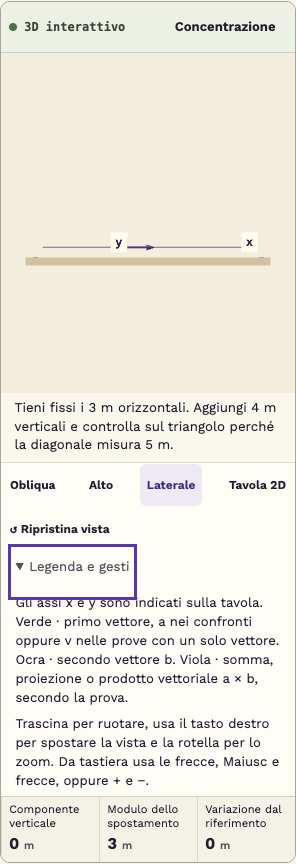 3D interattivo
Concentrazione
y
x
Tieni fissi i 3 m orizzontali. Aggiungi 4 m
verticali e controlla sul triangolo perché
la diagonale misura 5 m.
Obliqua Alto Laterale Tavola 2D
↺ Ripristina vista
▼ Legenda e gesti
Gli assi x e y sono indicati sulla tavola.
Verde · primo vettore, a nei confronti
oppure v nelle prove con un solo vettore.
Ocra · secondo vettore b. Viola · somma,
proiezione o prodotto vettoriale a × b,
secondo la prova.
Trascina per ruotare, usa il tasto destro
per spostare la vista e la rotella per lo
zoom. Da tastiera usa le frecce, Maiusc e
frecce, oppure + e −.
Componente
verticale
0 m
Modulo dello
spostamento
3 m
Variazione dal
riferimento
0 m